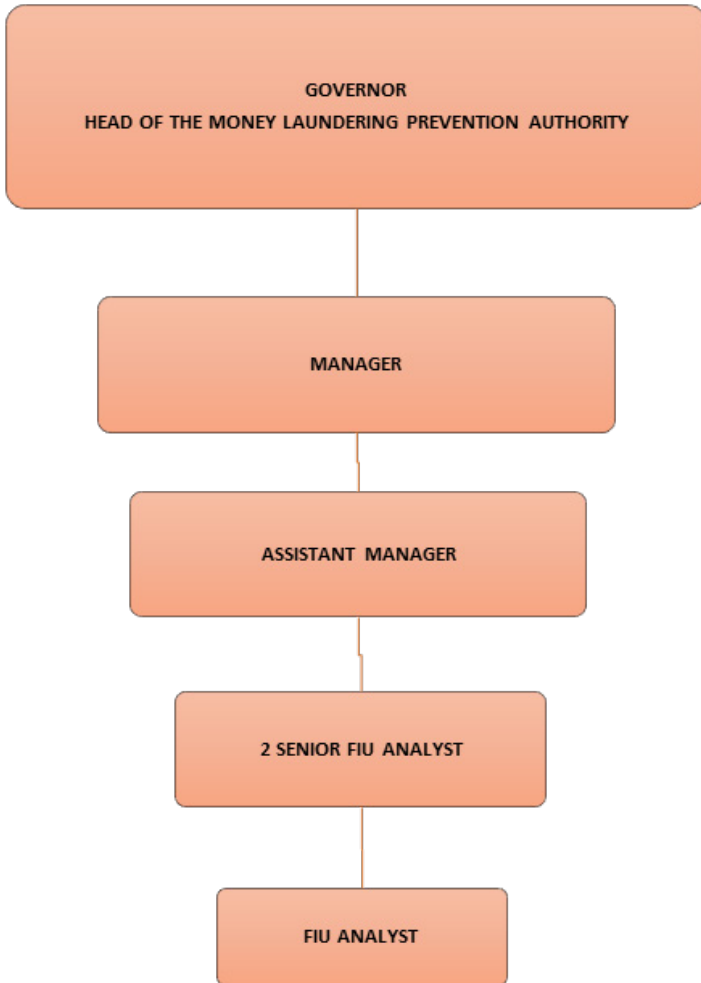 GOVERNOR
HEAD OF THE MONEY LAUNDERING PREVENTION AUTHORITY
MANAGER
ASSISTANT MANAGER
2 SENIOR FIU ANALYST
FIU ANALYST